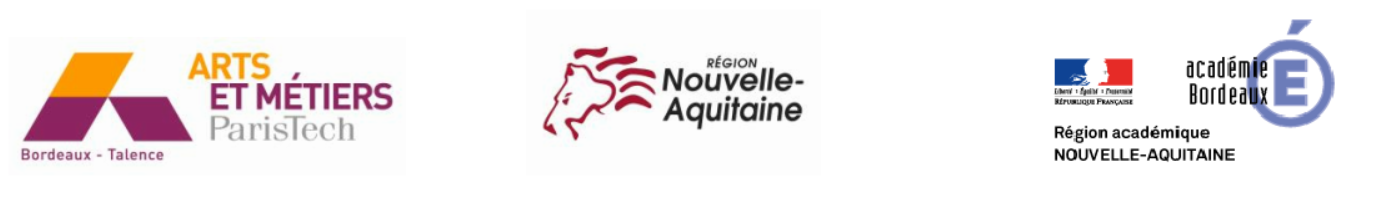 ARTS
ET MÉTIERS
ParisTech
Bordeaux - Talence
RÉGION
Nouvelle-
Aquitaine
Liberté • Égalité • Fraternité
RÉPUBLIQUE FRANÇAISE
académie
Bordeaux
É
Région académique
NOUVELLE-AQUITAINE